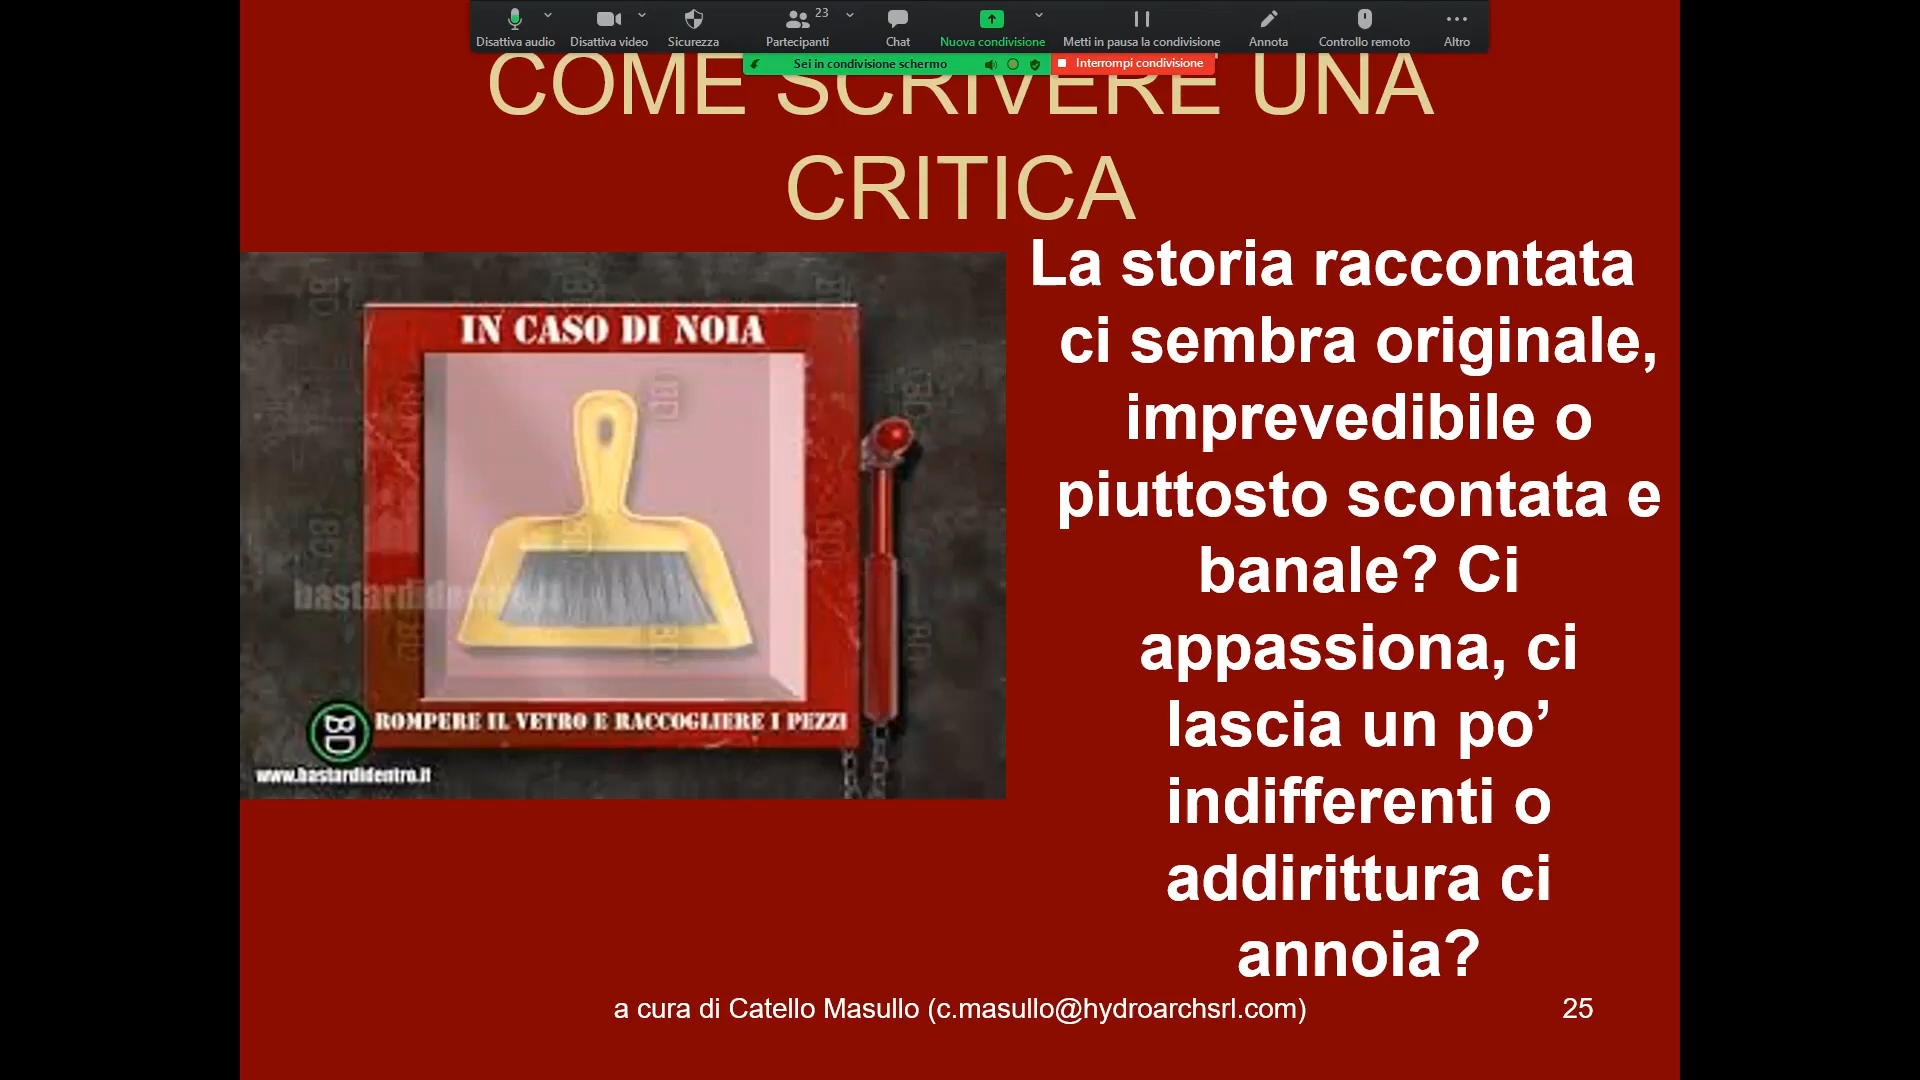 23
Disattiva audio
Disattiva video
Sicurezza
Partecipanti
Chat
Nuova condivisione
Metti in pausa la condivisione
Annota
Controllo remoto
Altro
Sei in condivisione schermo
Interrompi condivisione
COME SCRIVERE UNA
CRITICA
IN CASO DI NOIA
ROMPERE IL VETRO E RACCOGLIERE I PEZZI
BD
www.bastardidentro.it
bastardidentro.it
La storia raccontata
ci sembra originale,
imprevedibile o
piuttosto scontata e
banale? Ci
appassiona, ci
lascia un po’
indifferenti o
addirittura ci
annoia?
a cura di Catello Masullo (c.masullo@hydroarchsrl.com)
25